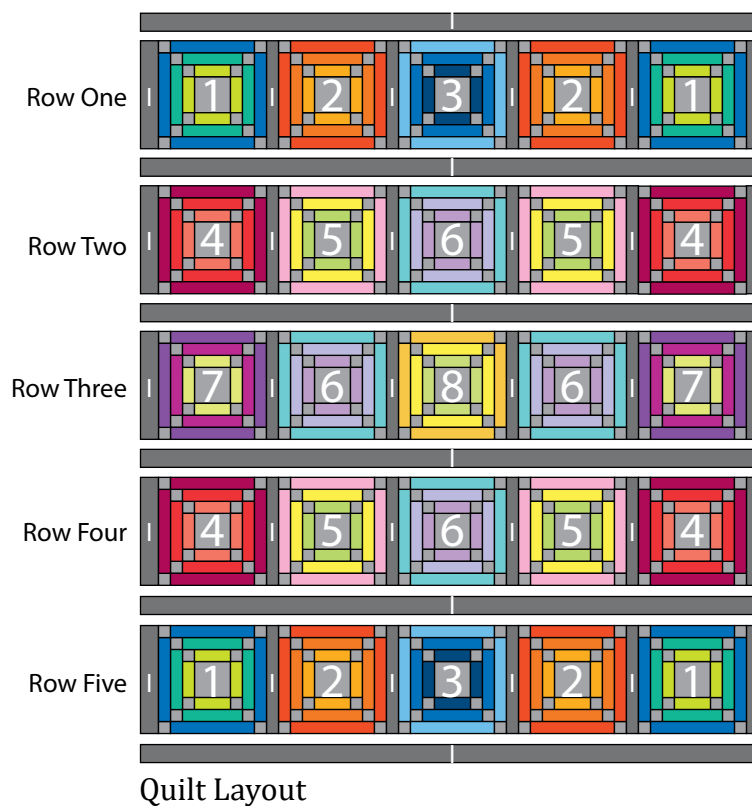 Row One 1 2 3 2 1
Row Two 4 5 6 5 4
Row Three 7 6 8 6 7
Row Four 4 5 6 5 4
Row Five 1 2 3 2 1
Quilt Layout